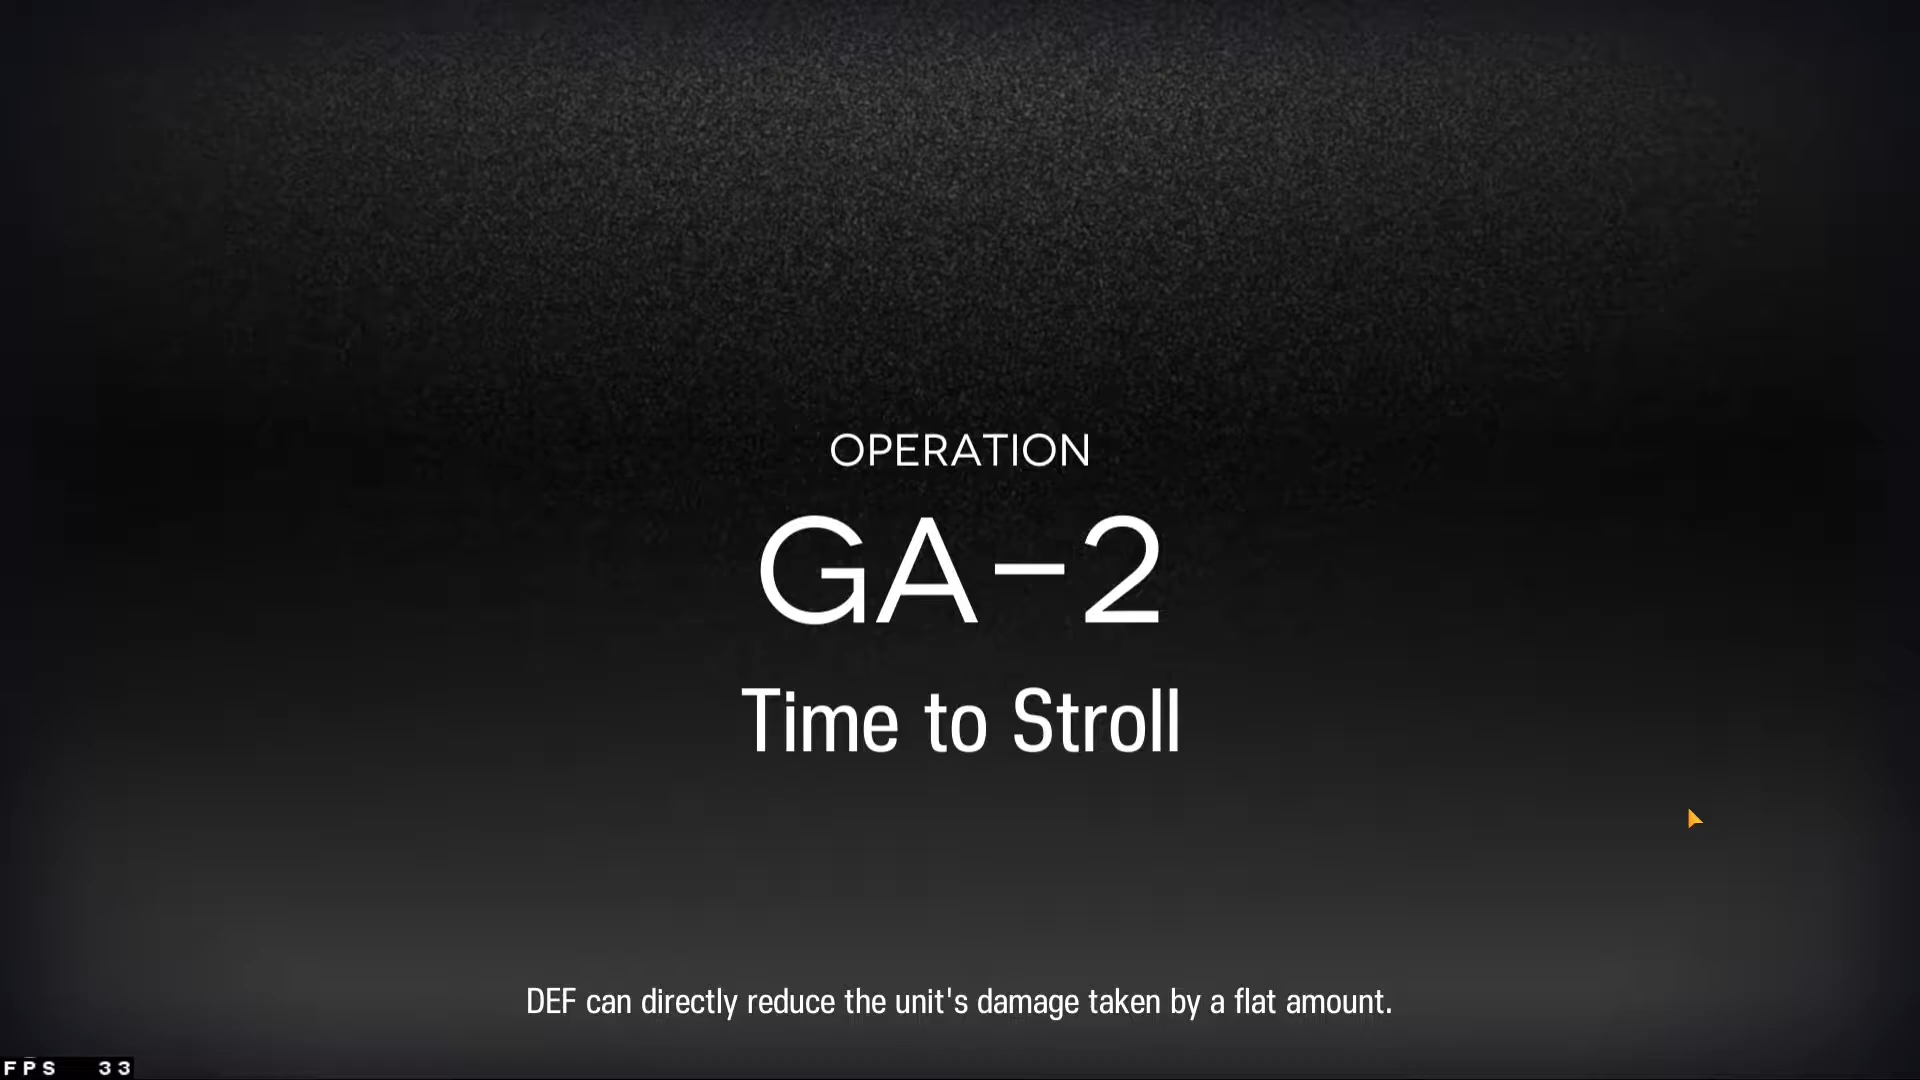 OPERATION
GA-2
Time to Stroll
DEF can directly reduce the unit's damage taken by a flat amount.
FPS 33